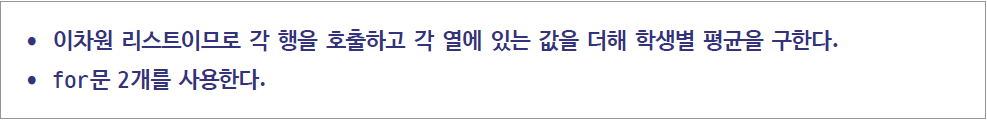 • 이차원 리스트이므로 각 행을 호출하고 각 열에 있는 값을 더해 학생별 평균을 구한다.
• for문 2개를 사용한다.